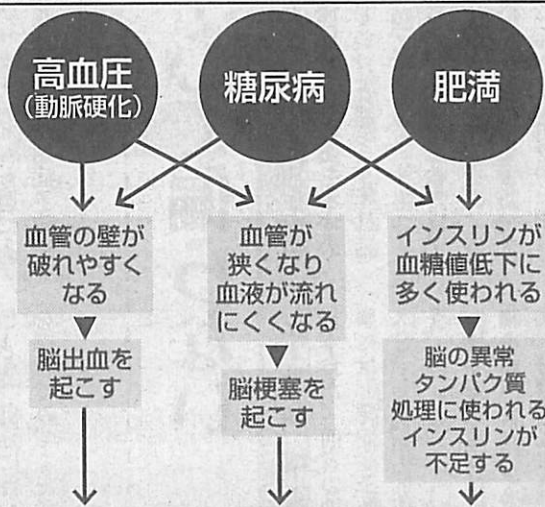 高血圧
(動脈硬化)
糖尿病
肥満
血管の壁が
破れやすく
なる
脳出血を
起こす
血管が
狭くなり
血液が流れ
にくくなる
脳梗塞を
起こす
インスリンが
血糖値低下に
多く使われる
脳の異常
タンパク質
処理に使われる
インスリンが
不足する